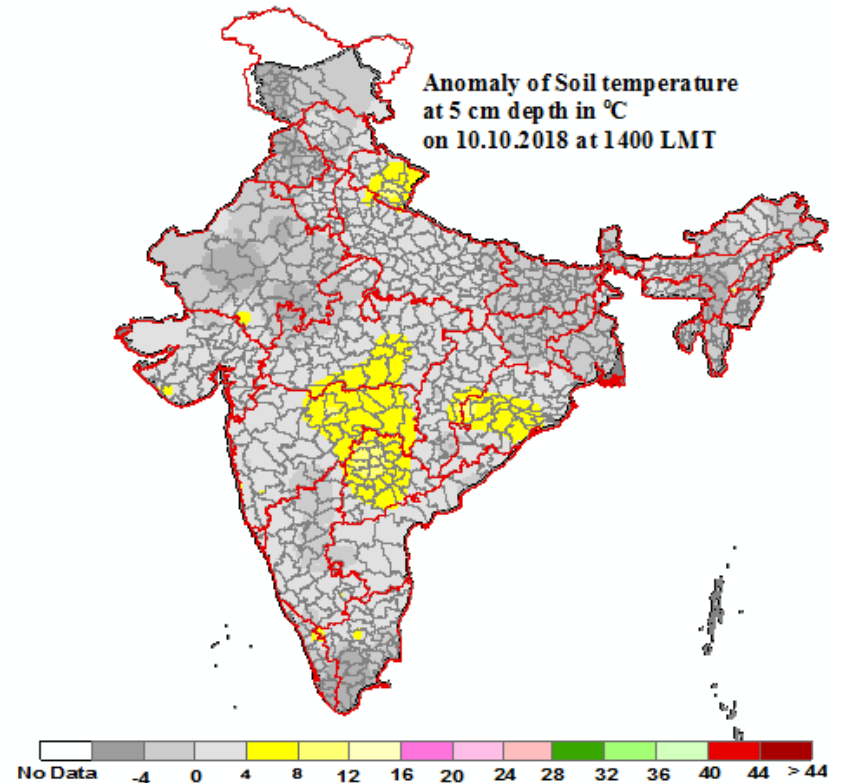 Anomaly of Soil temperature
at 5 cm depth in ⁰C
on 10.10.2018 at 1400 LMT
No Data -4 0 4 8 12 16 20 24 28 32 36 40 44 > 44